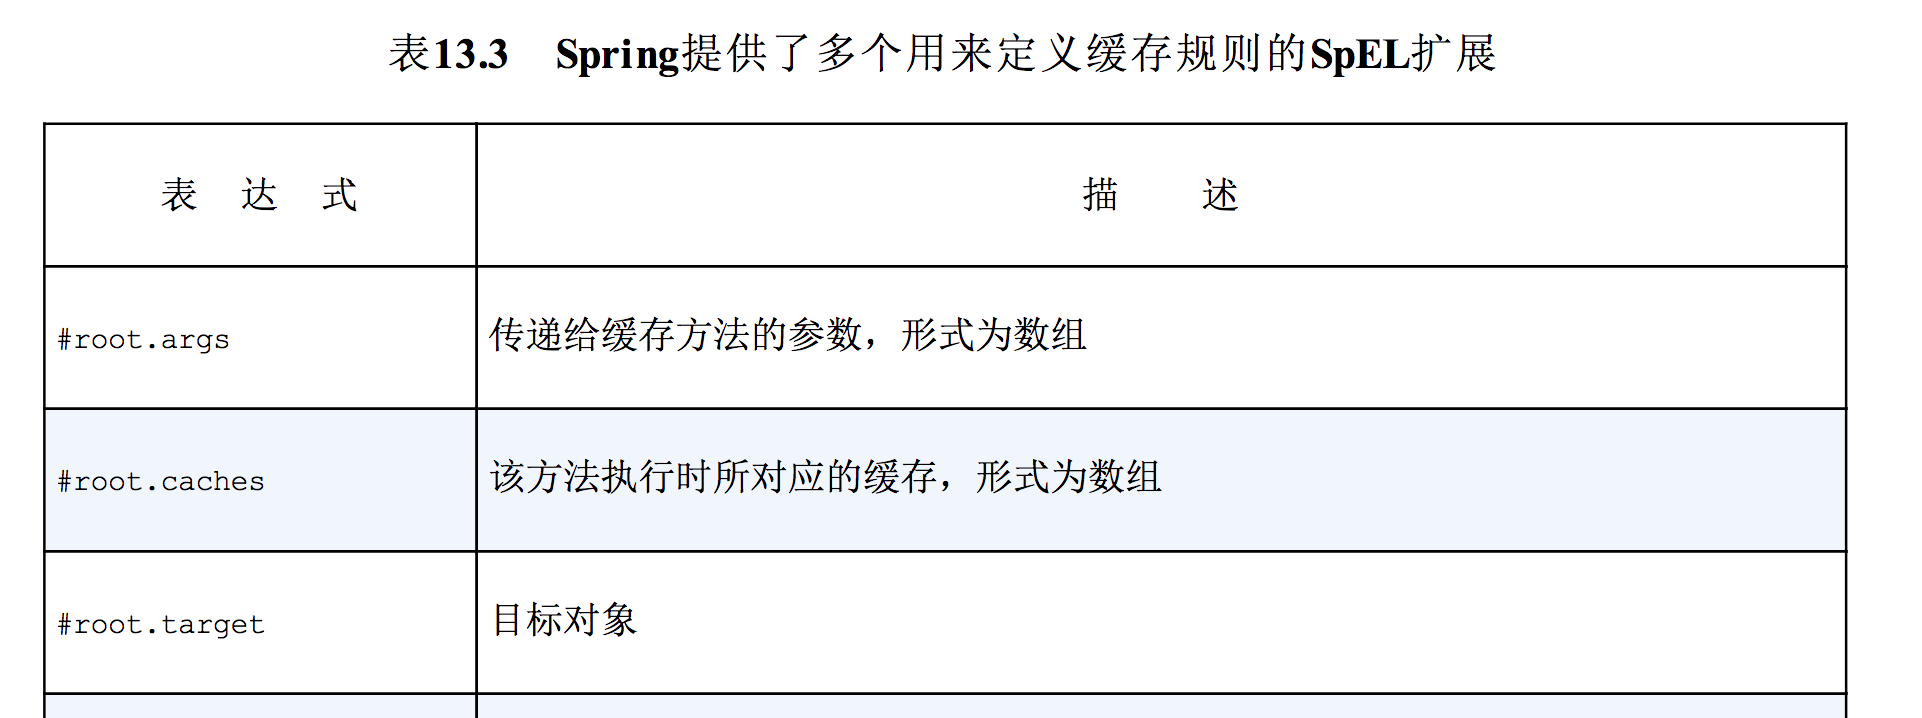 表13.3 Spring提供了多个用来定义缓存规则的SpEL扩展
表 达 式 描 述
#root.args 传递给缓存方法的参数，形式为数组
#root.caches 该方法执行时所对应的缓存，形式为数组
#root.target 目标对象